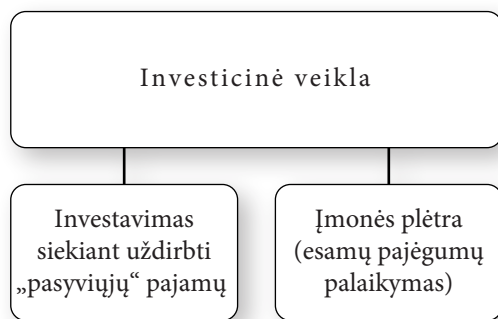 Investicinė veikla
Investavimas
siekiant uždirbti
„pasyviųjų“ pajamų
Įmonės plėtra
(esamų pajėgumų
palaikymas)